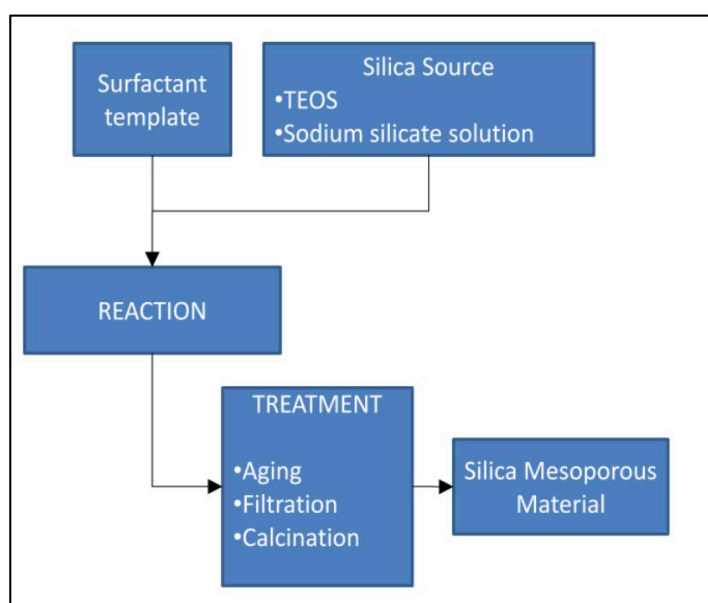 Surfactant
template
Silica Source
•TEOS
•Sodium silicate solution
REACTION
TREATMENT
•Aging
•Filtration
•Calcination
Silica Mesoporous
Material